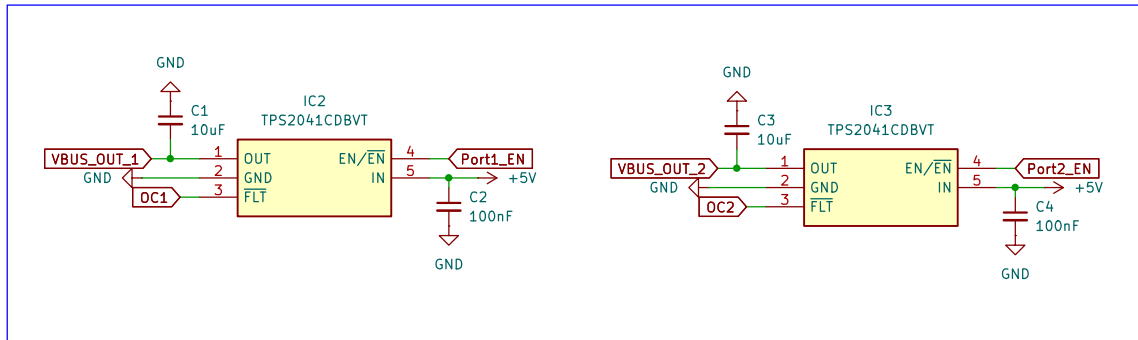 GND
C1
10uF
IC2
TPS2041CDBVT
VBUS_OUT_1
1
OUT
EN/EN
4
Port1_EN
GND
2
GND
IN
5
+5V
OC1
3
FLT
C2
100nF
GND
GND
C3
10uF
IC3
TPS2041CDBVT
VBUS_OUT_2
1
OUT
EN/EN
4
Port2_EN
GND
2
GND
IN
5
+5V
OC2
3
FLT
C4
100nF
GND